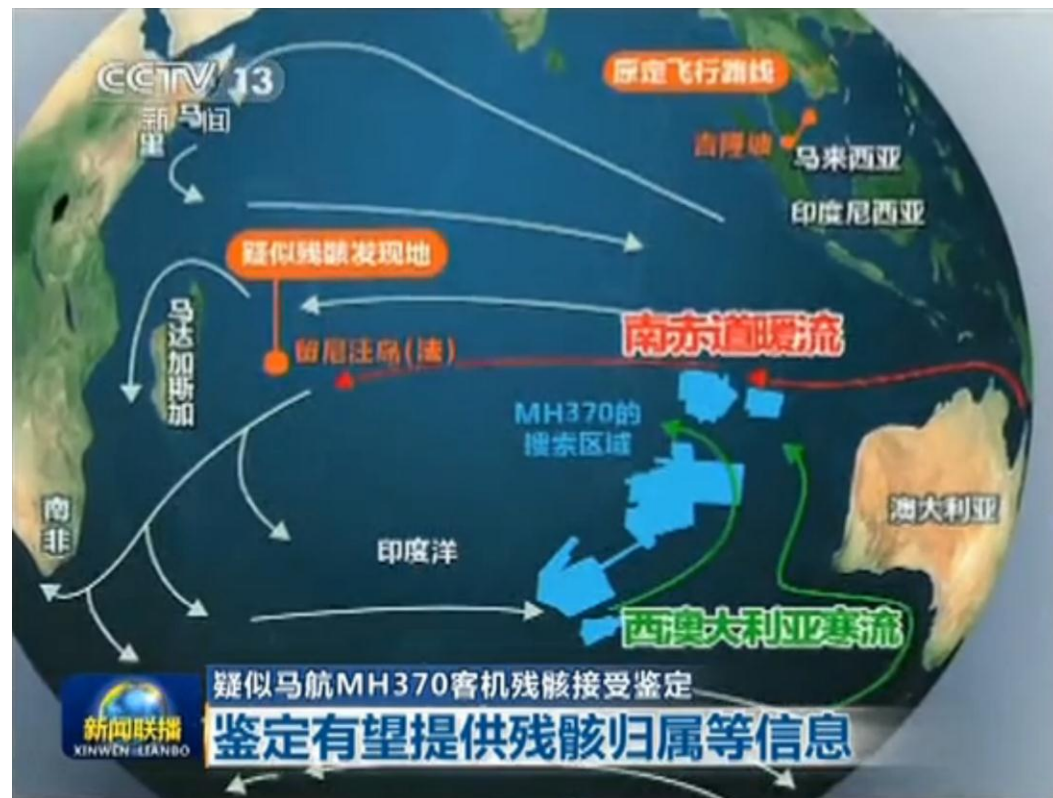 CCTV 13
新 闻
原定飞行路线
吉隆坡
马来西亚
印度尼西亚
疑似残骸发现地
南赤道暖流
留尼汪岛(法)
马达加斯加
MH370的
搜索区域
南非
澳大利亚
印度洋
西澳大利亚寒流
疑似马航MH370客机残骸接受鉴定
新闻联播
XINWEN LIANBO
鉴定有望提供残骸归属等信息